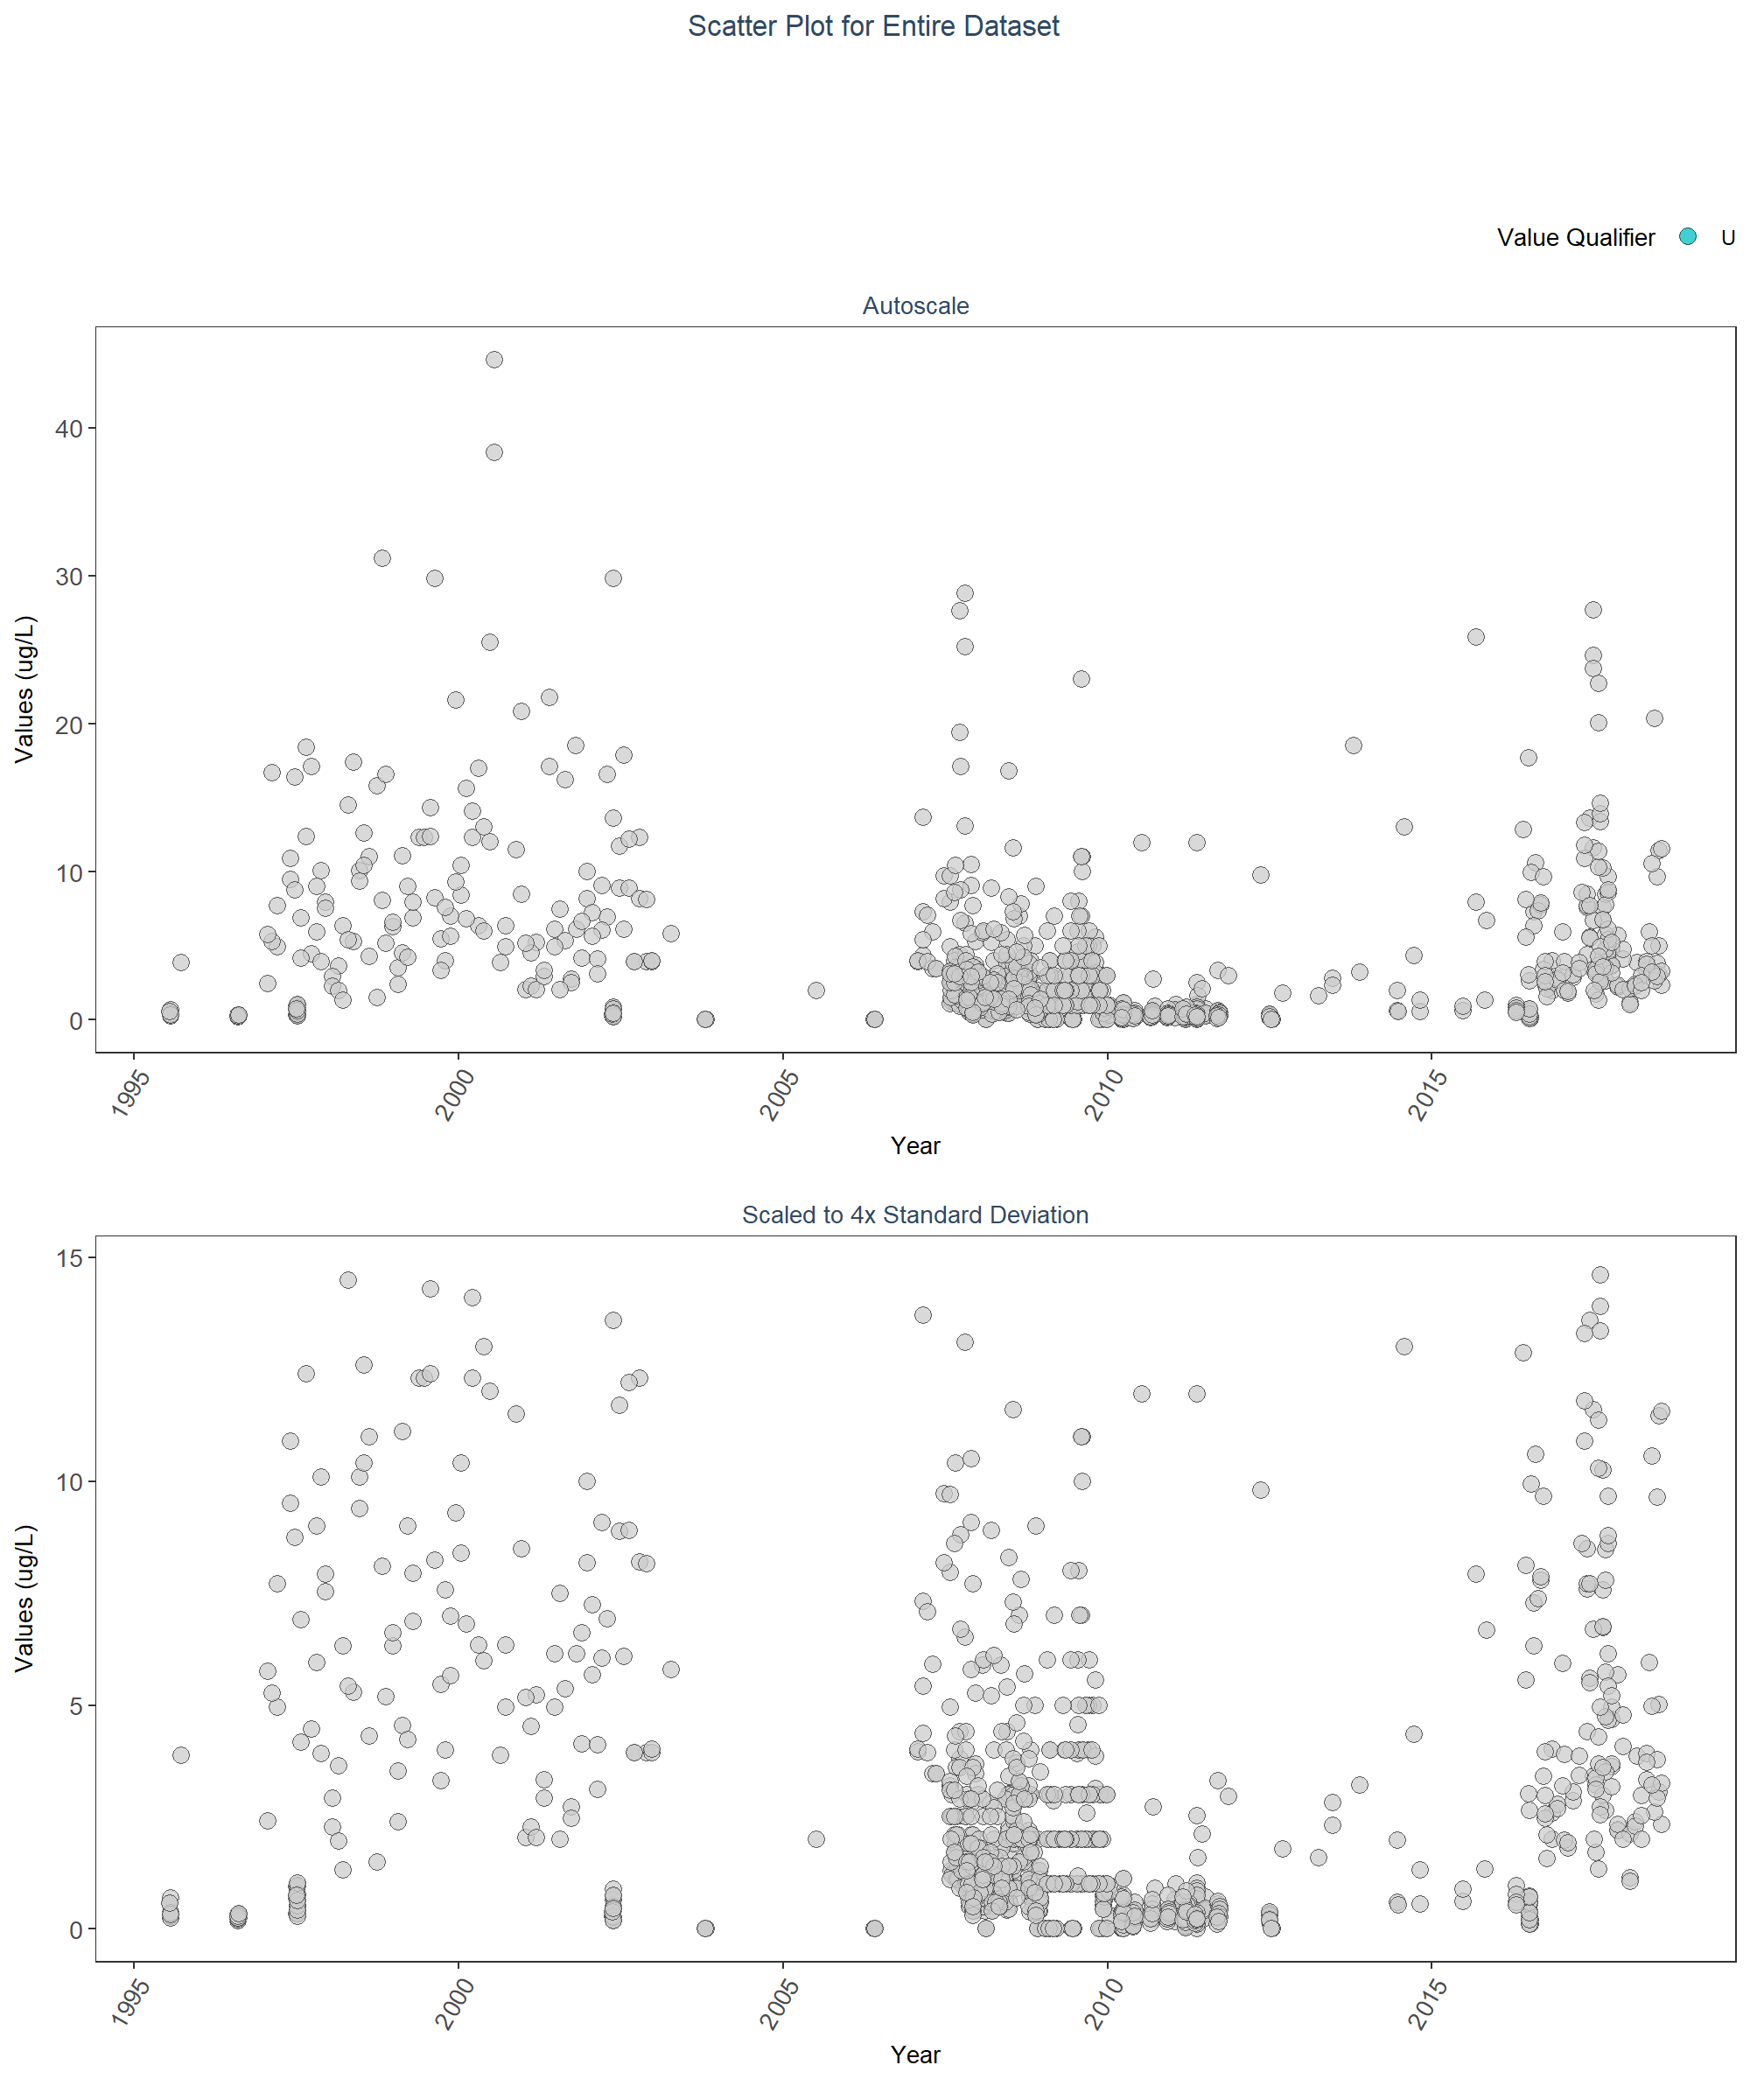 Scatter Plot for Entire Dataset
Value Qualifier U
Autoscale
Values (ug/L)
40
30
20
10
0
1995 2000 2005 2010 2015
Year
Scaled to 4x Standard Deviation
Values (ug/L)
15
10
5
0
1995 2000 2005 2010 2015
Year